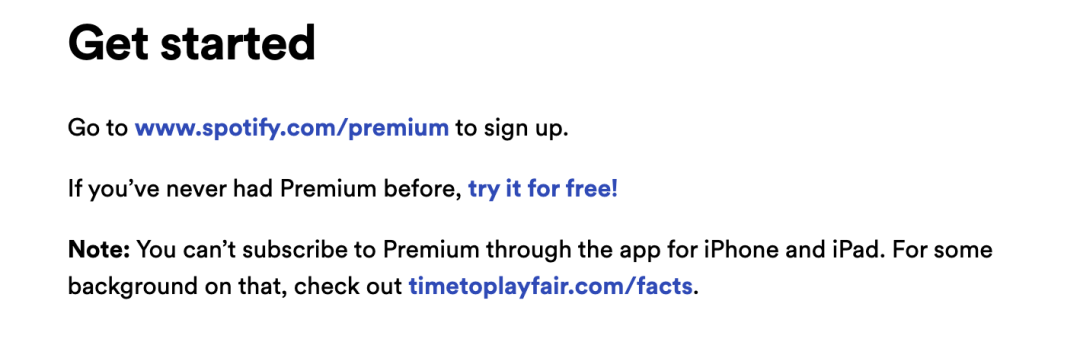 Get started
Go to www.spotify.com/premium to sign up.
If you’ve never had Premium before, try it for free!
Note: You can’t subscribe to Premium through the app for iPhone and iPad. For some
background on that, check out timetoplayfair.com/facts.